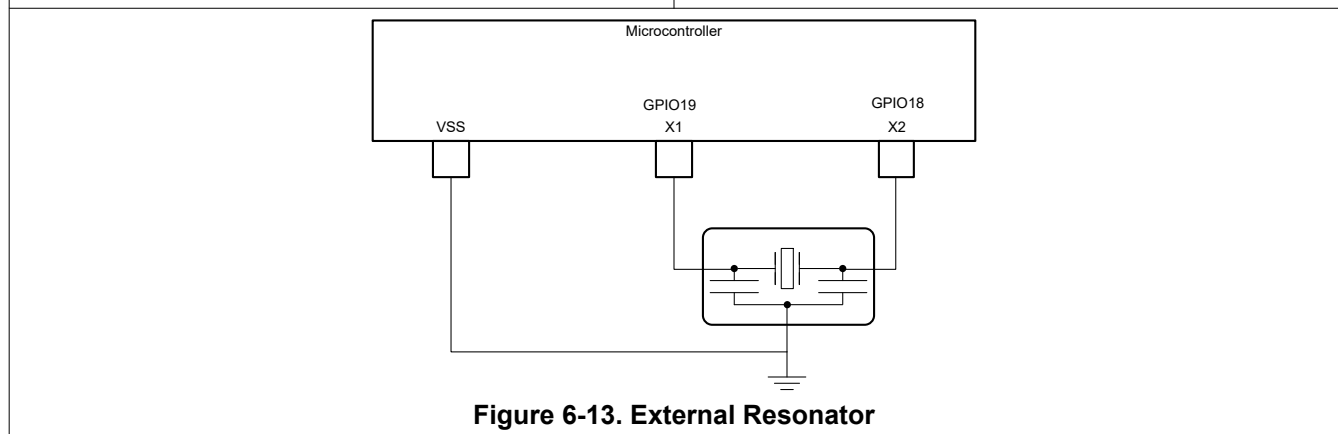 Microcontroller
GPIO19
GPIO18
VSS
X1
X2
Figure 6-13. External Resonator